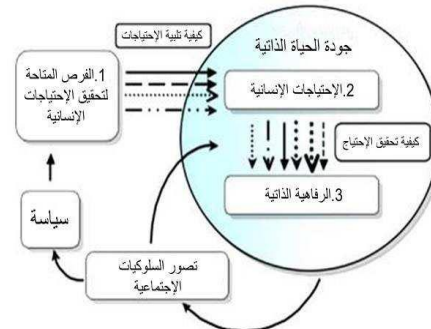 كيفية تلبية الإحتياجات
جودة الحياة الذاتية
1.الفرص المتاحة
لتحقيق الإحتياجات
الإنسانية
2.الإحتياجات الإنسانية
كيفية تحقيق الإحتياج
3.الرفاهية الذاتية
سياسة
تصور السلوكيات
الإجتماعية